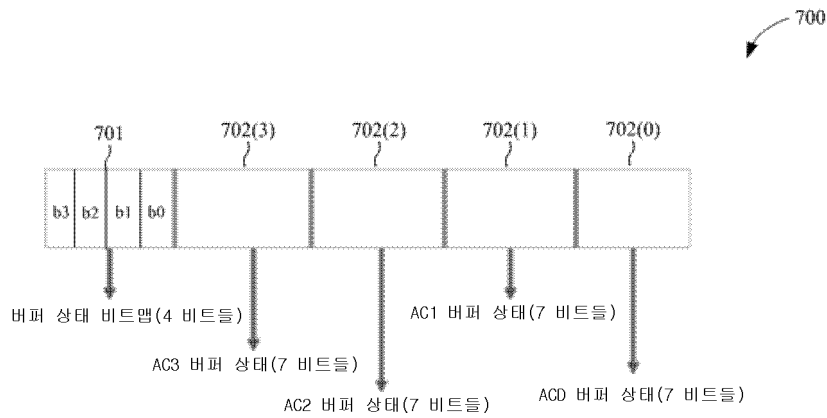 700
701 702(3) 702(2) 702(1) 702(0)
b3 b2 b1 b0
버퍼 상태 비트맵(4 비트들)
AC1 버퍼 상태(7 비트들)
AC3 버퍼 상태(7 비트들)
AC2 버퍼 상태(7 비트들)
ACD 버퍼 상태(7 비트들)